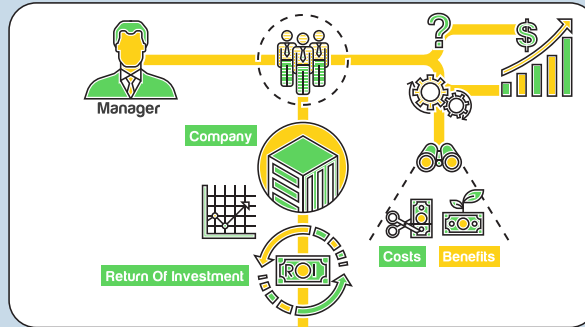 ?
$
Manager
Company
Costs
Benefits
Return Of Investment
ROI